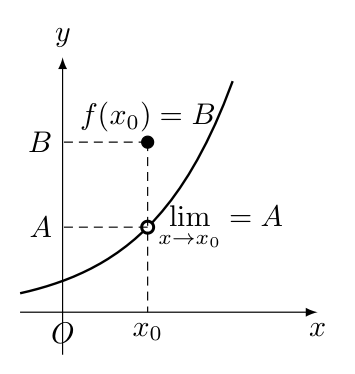 y
f(x₀) = B
B
A
lim = A
x→x₀
O
x₀
x